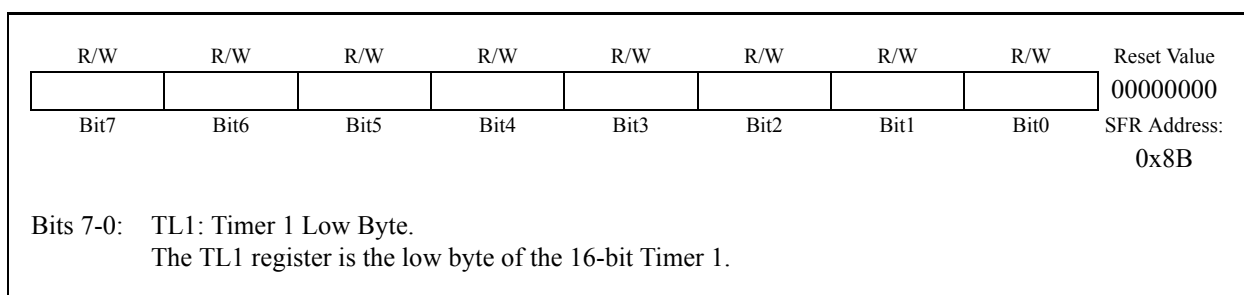 R/W R/W R/W R/W R/W R/W R/W R/W Reset Value
00000000
Bit7 Bit6 Bit5 Bit4 Bit3 Bit2 Bit1 Bit0 SFR Address:
0x8B
Bits 7-0: TL1: Timer 1 Low Byte.
The TL1 register is the low byte of the 16-bit Timer 1.